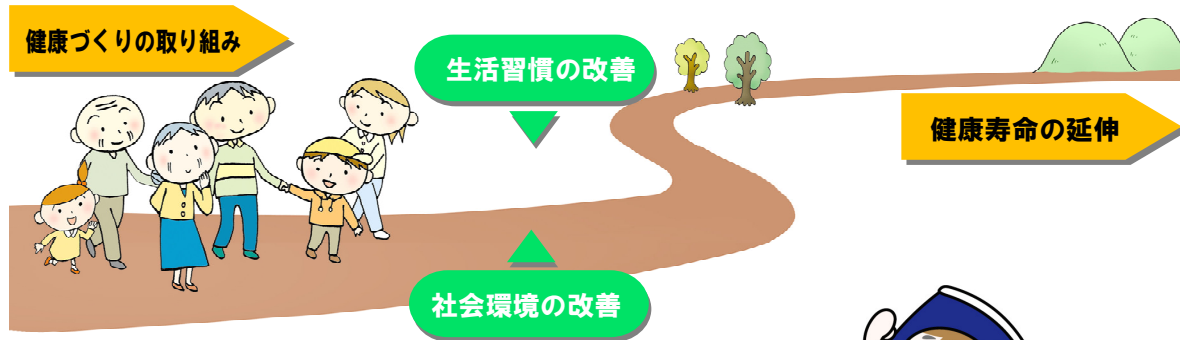 健康づくりの取り組み
生活習慣の改善
健康寿命の延伸
社会環境の改善